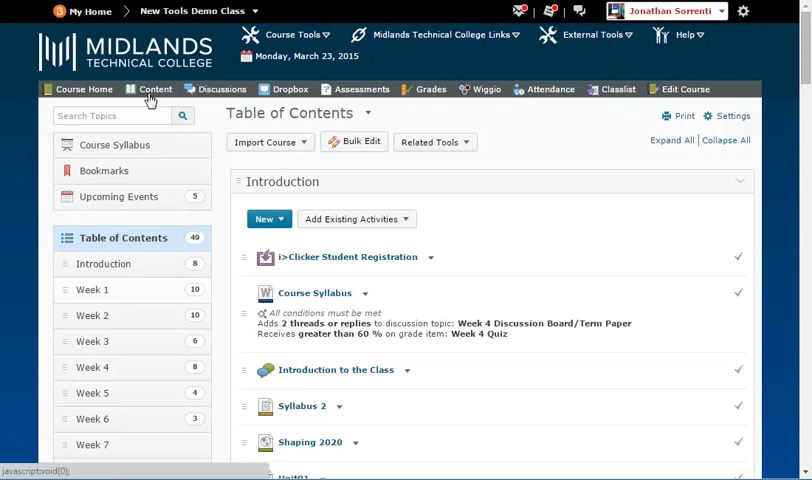 My Home New Tools Demo Class Jonathan Sorrenti
MIDLANDS
TECHNICAL COLLEGE
Course Tools Midlands Technical College Links External Tools Help
Monday, March 23, 2015
Course Home Content Discussions Dropbox Assessments Grades Wiggio Attendance Classlist Edit Course
Search Topics
Table of Contents
Print Settings
Import Course Bulk Edit Related Tools
Expand All Collapse All
Course Syllabus
Bookmarks
Upcoming Events 5
Table of Contents 49
Introduction 8
Week 1 10
Week 2 10
Week 3 6
Week 4 8
Week 5 4
Week 6 3
Week 7
Introduction
New Add Existing Activities
i>Clicker Student Registration
Course Syllabus
All conditions must be met
Adds 2 threads or replies to discussion topic: Week 4 Discussion Board/Term Paper
Receives greater than 60 % on grade item: Week 4 Quiz
Introduction to the Class
Syllabus 2
Shaping 2020
Unit01
javascript:void(0);